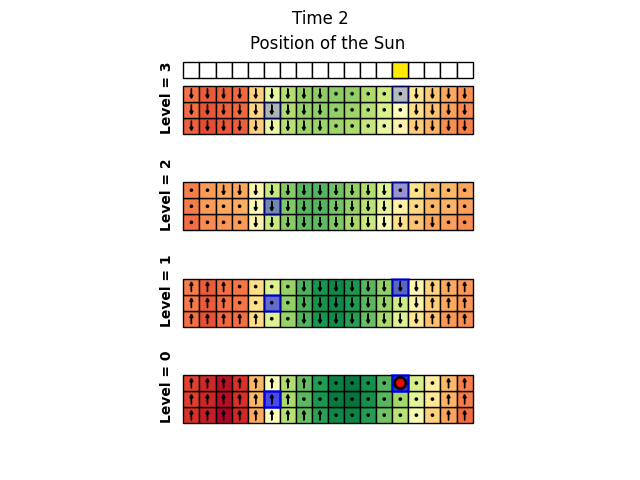 Time 2
Position of the Sun
Level = 3
Level = 2
Level = 1
Level = 0